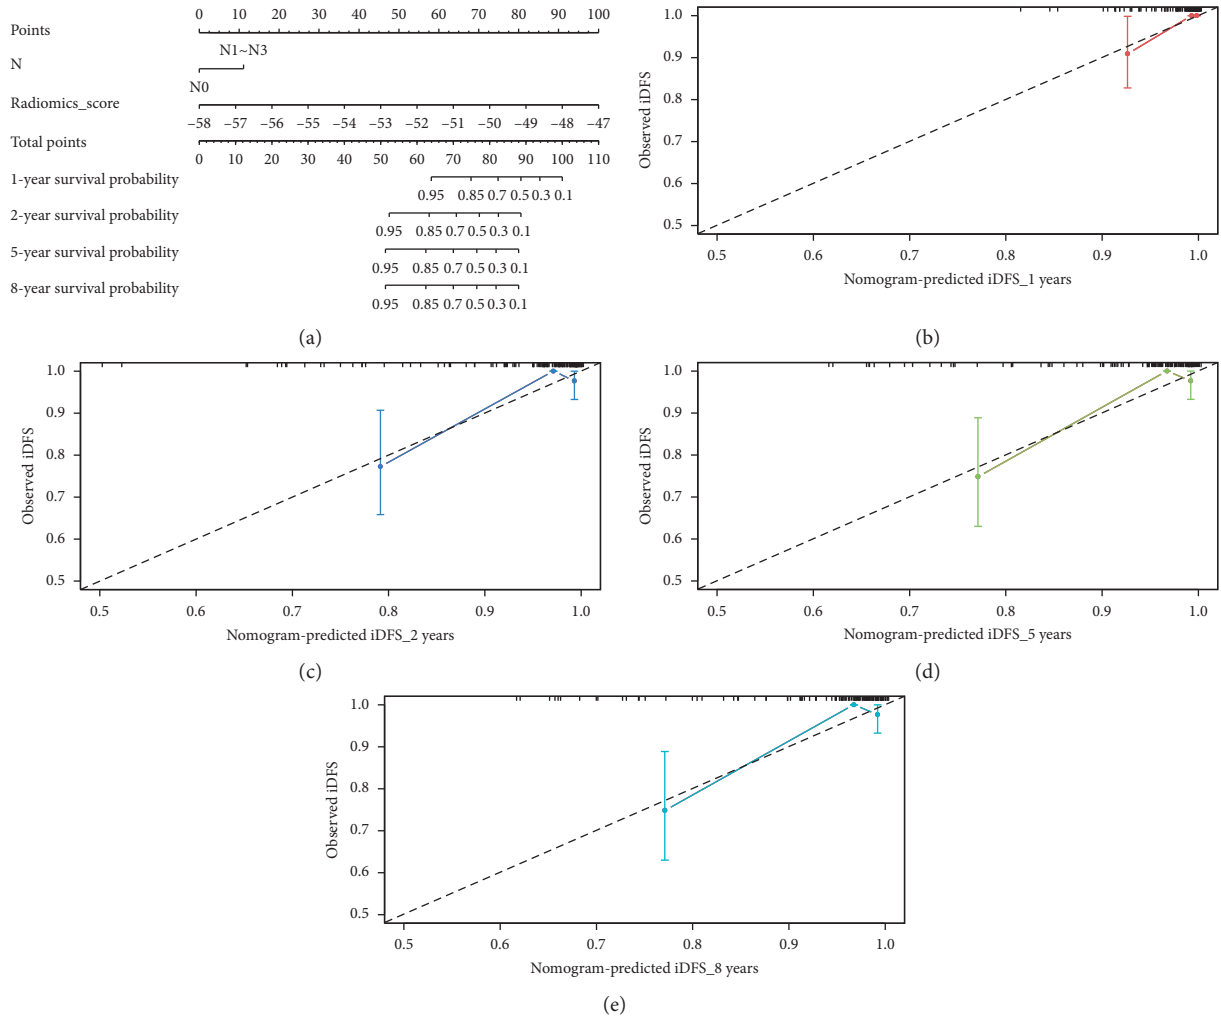 Points
0 10 20 30 40 50 60 70 80 90 100
N
N1~N3
N0
Radiomics_score
−58 −57 −56 −55 −54 −53 −52 −51 −50 −49 −48 −47
Total points
0 10 20 30 40 50 60 70 80 90 100 110
1-year survival probability
0.95 0.85 0.7 0.5 0.3 0.1
2-year survival probability
0.95 0.85 0.7 0.5 0.3 0.1
5-year survival probability
0.95 0.85 0.7 0.5 0.3 0.1
8-year survival probability
0.95 0.85 0.7 0.5 0.3 0.1
(a)
Observed iDFS
1.0
0.9
0.8
0.7
0.6
0.5
0.5 0.6 0.7 0.8 0.9 1.0
Nomogram-predicted iDFS_1 years
(b)
Observed iDFS
1.0
0.9
0.8
0.7
0.6
0.5
0.5 0.6 0.7 0.8 0.9 1.0
Nomogram-predicted iDFS_2 years
(c)
Observed iDFS
1.0
0.9
0.8
0.7
0.6
0.5
0.5 0.6 0.7 0.8 0.9 1.0
Nomogram-predicted iDFS_5 years
(d)
Observed iDFS
1.0
0.9
0.8
0.7
0.6
0.5
0.5 0.6 0.7 0.8 0.9 1.0
Nomogram-predicted iDFS_8 years
(e)